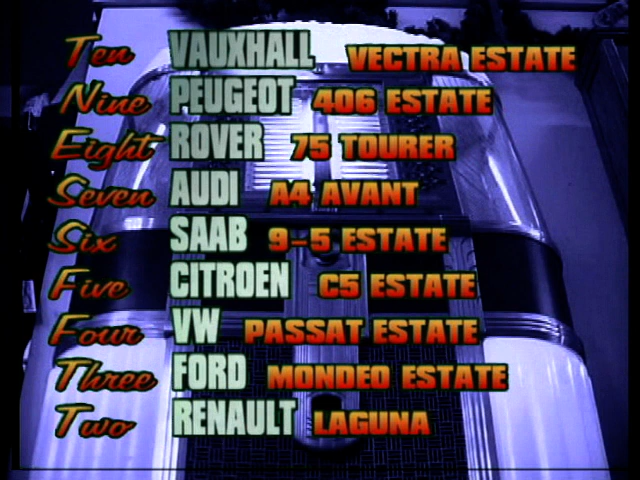 Ten VAUXHALL VECTRA ESTATE
Nine PEUGEOT 406 ESTATE
Eight ROVER 75 TOURER
Seven AUDI A4 AVANT
Six SAAB 9-5 ESTATE
Five CITROEN C5 ESTATE
Four VW PASSAT ESTATE
Three FORD MONDEO ESTATE
Two RENAULT LAGUNA